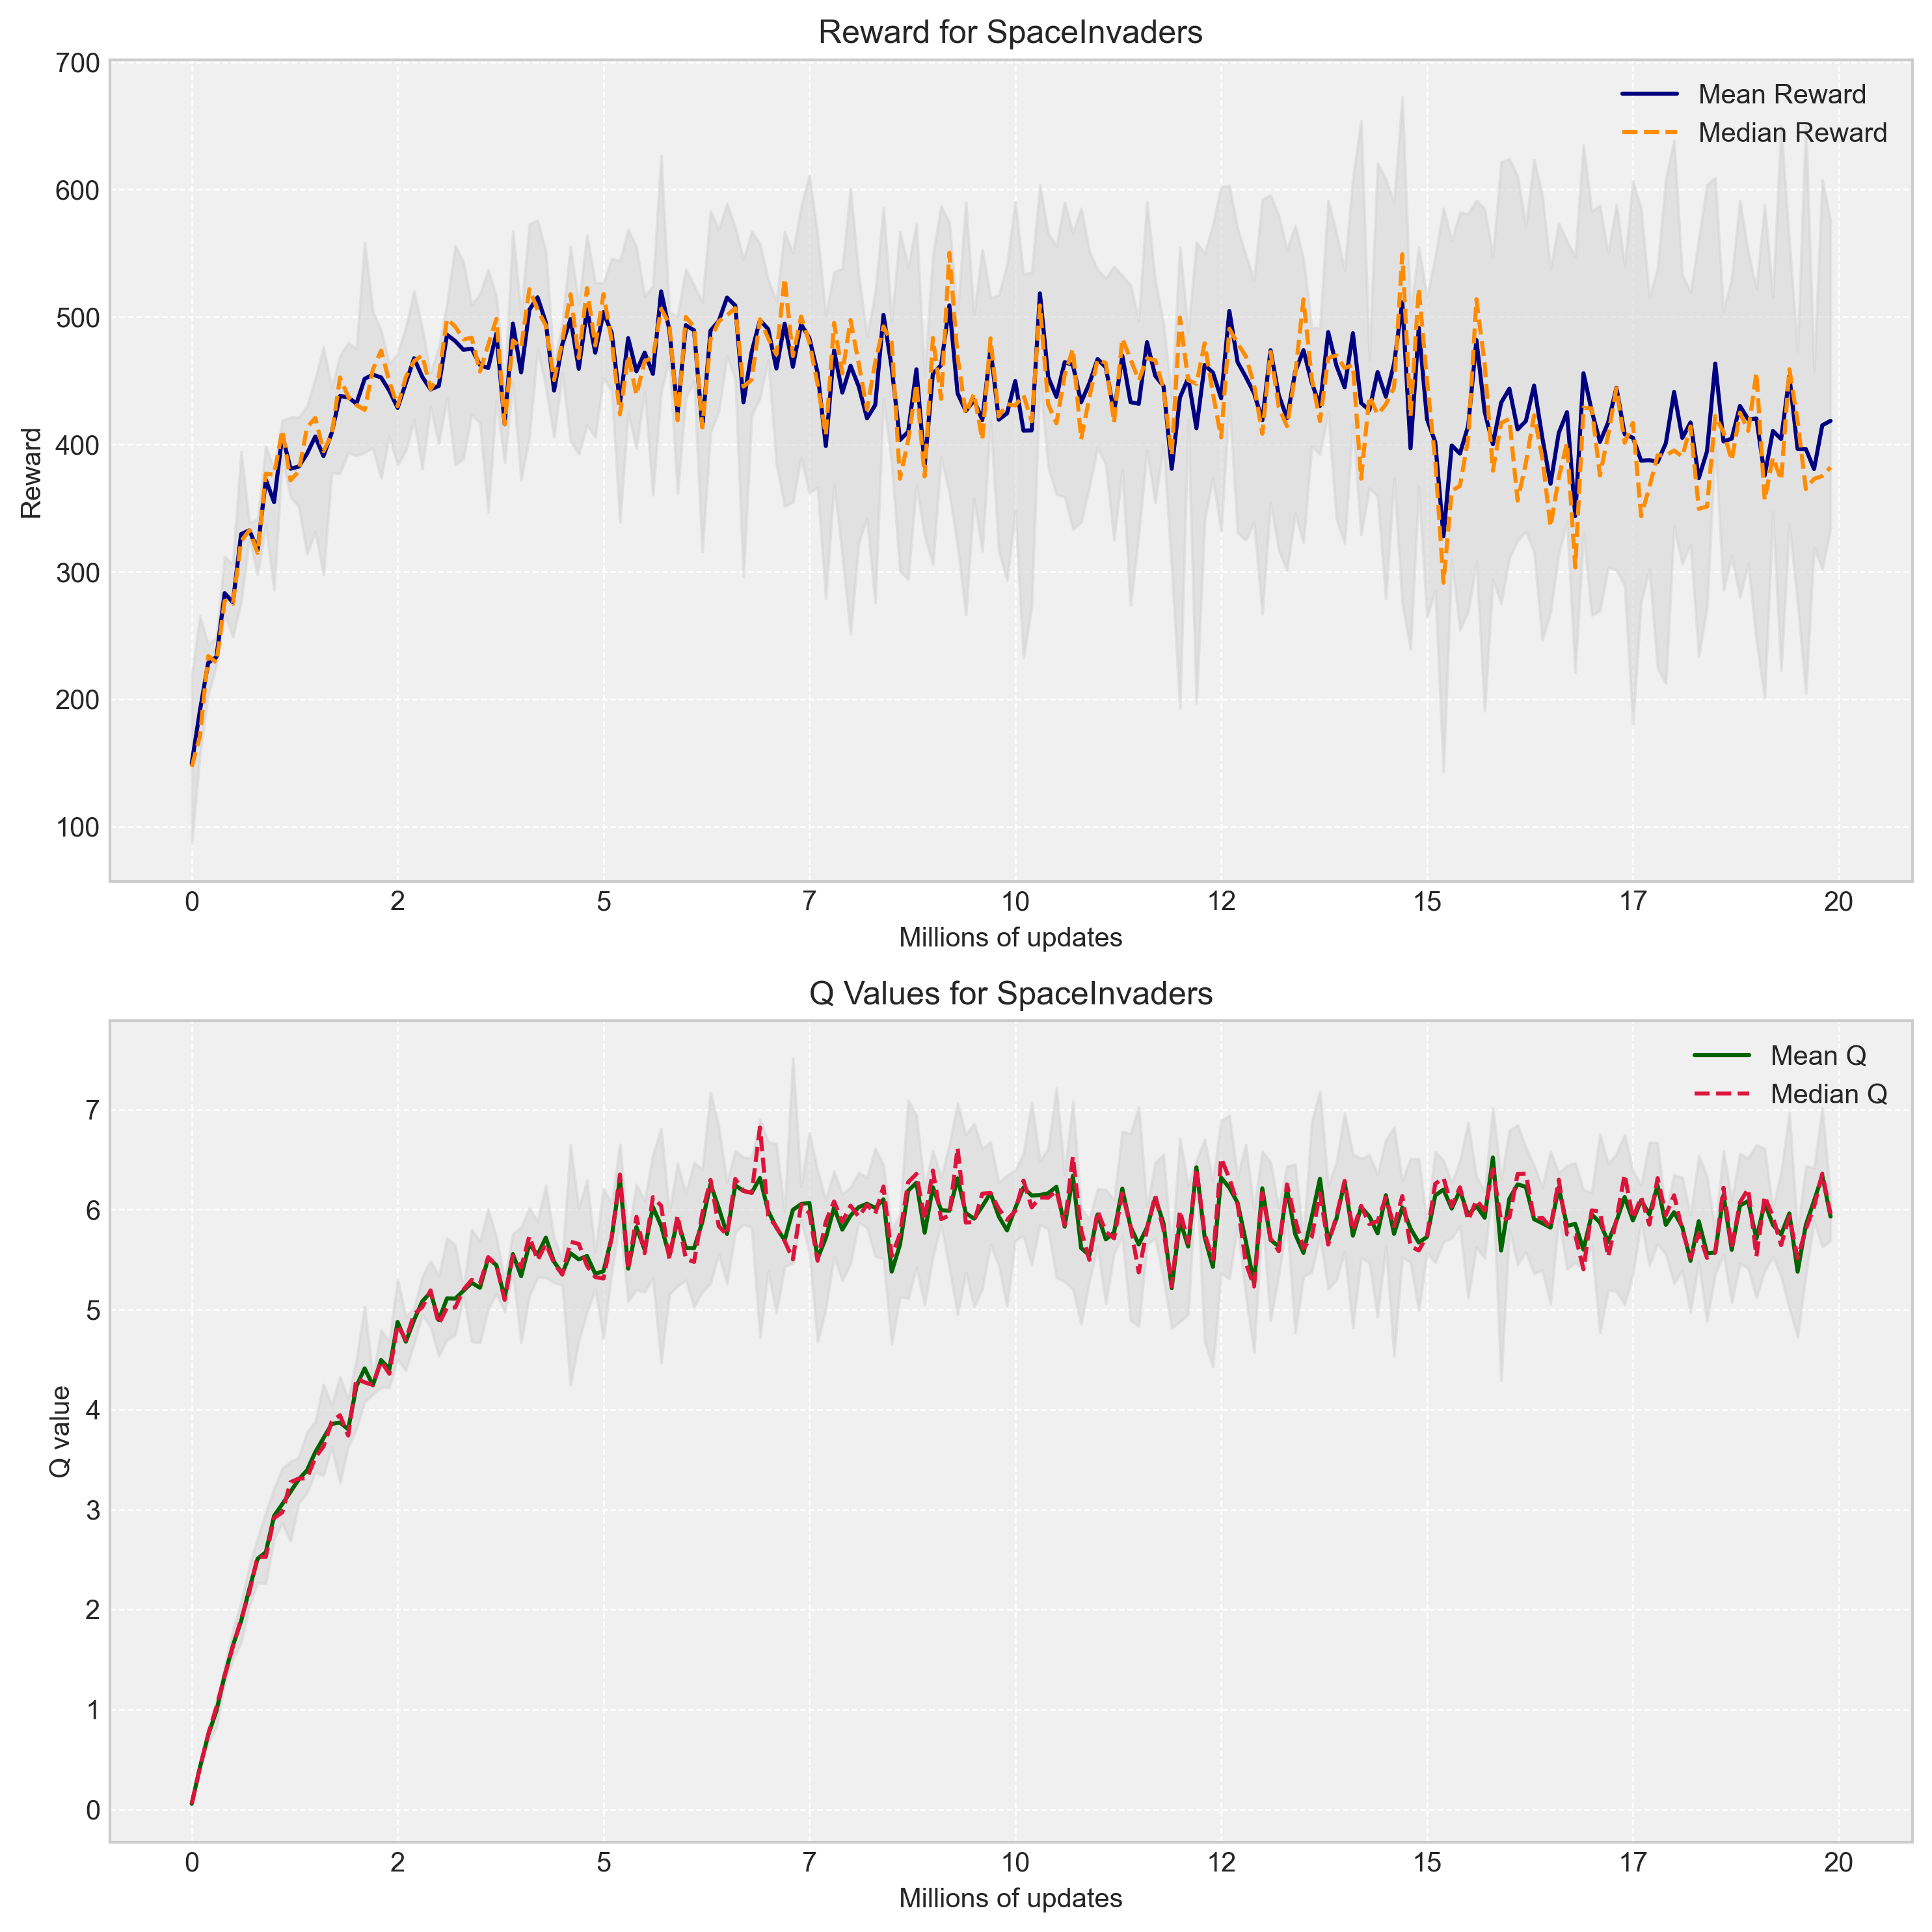 Reward for SpaceInvaders
700
600
500
400
300
200
100
Reward
Mean Reward
Median Reward
0 2 5 7 10 12 15 17 20
Millions of updates
Q Values for SpaceInvaders
7
6
5
4
3
2
1
0
Q value
Mean Q
Median Q
0 2 5 7 10 12 15 17 20
Millions of updates